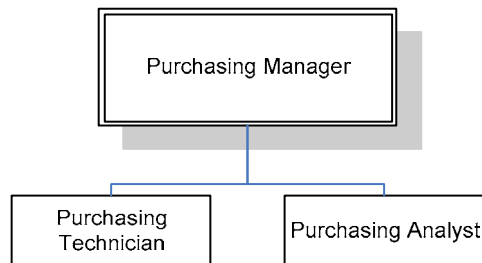 Purchasing Manager
Purchasing
Technician
Purchasing Analyst